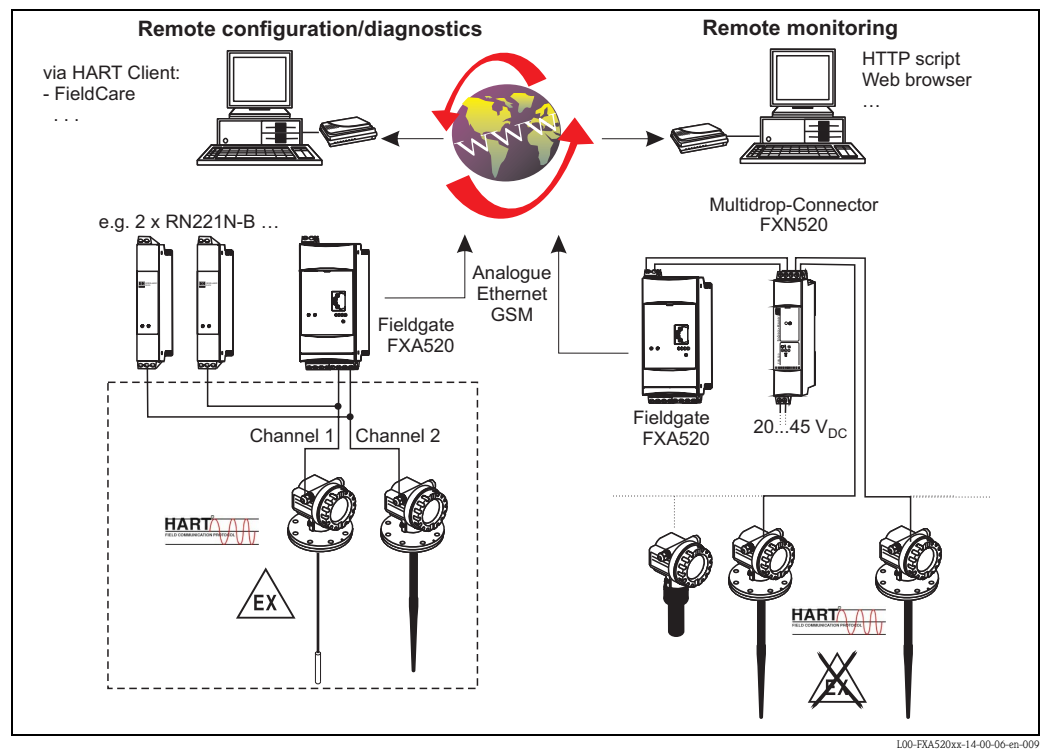 Remote configuration/diagnostics
Remote monitoring
via HART Client:
- FieldCare
. . .
HTTP script
Web browser
...
WWW
Multidrop-Connector
FXN520
e.g. 2 x RN221N-B ...
Analogue
Ethernet
GSM
Fieldgate
FXA520
Fieldgate
FXA520
20...45 VDC
Channel 1
Channel 2
HART
FIELD COMMUNICATION PROTOCOL
EX
HART
FIELD COMMUNICATION PROTOCOL
EX
L00-FXA520xx-14-00-06-en-009